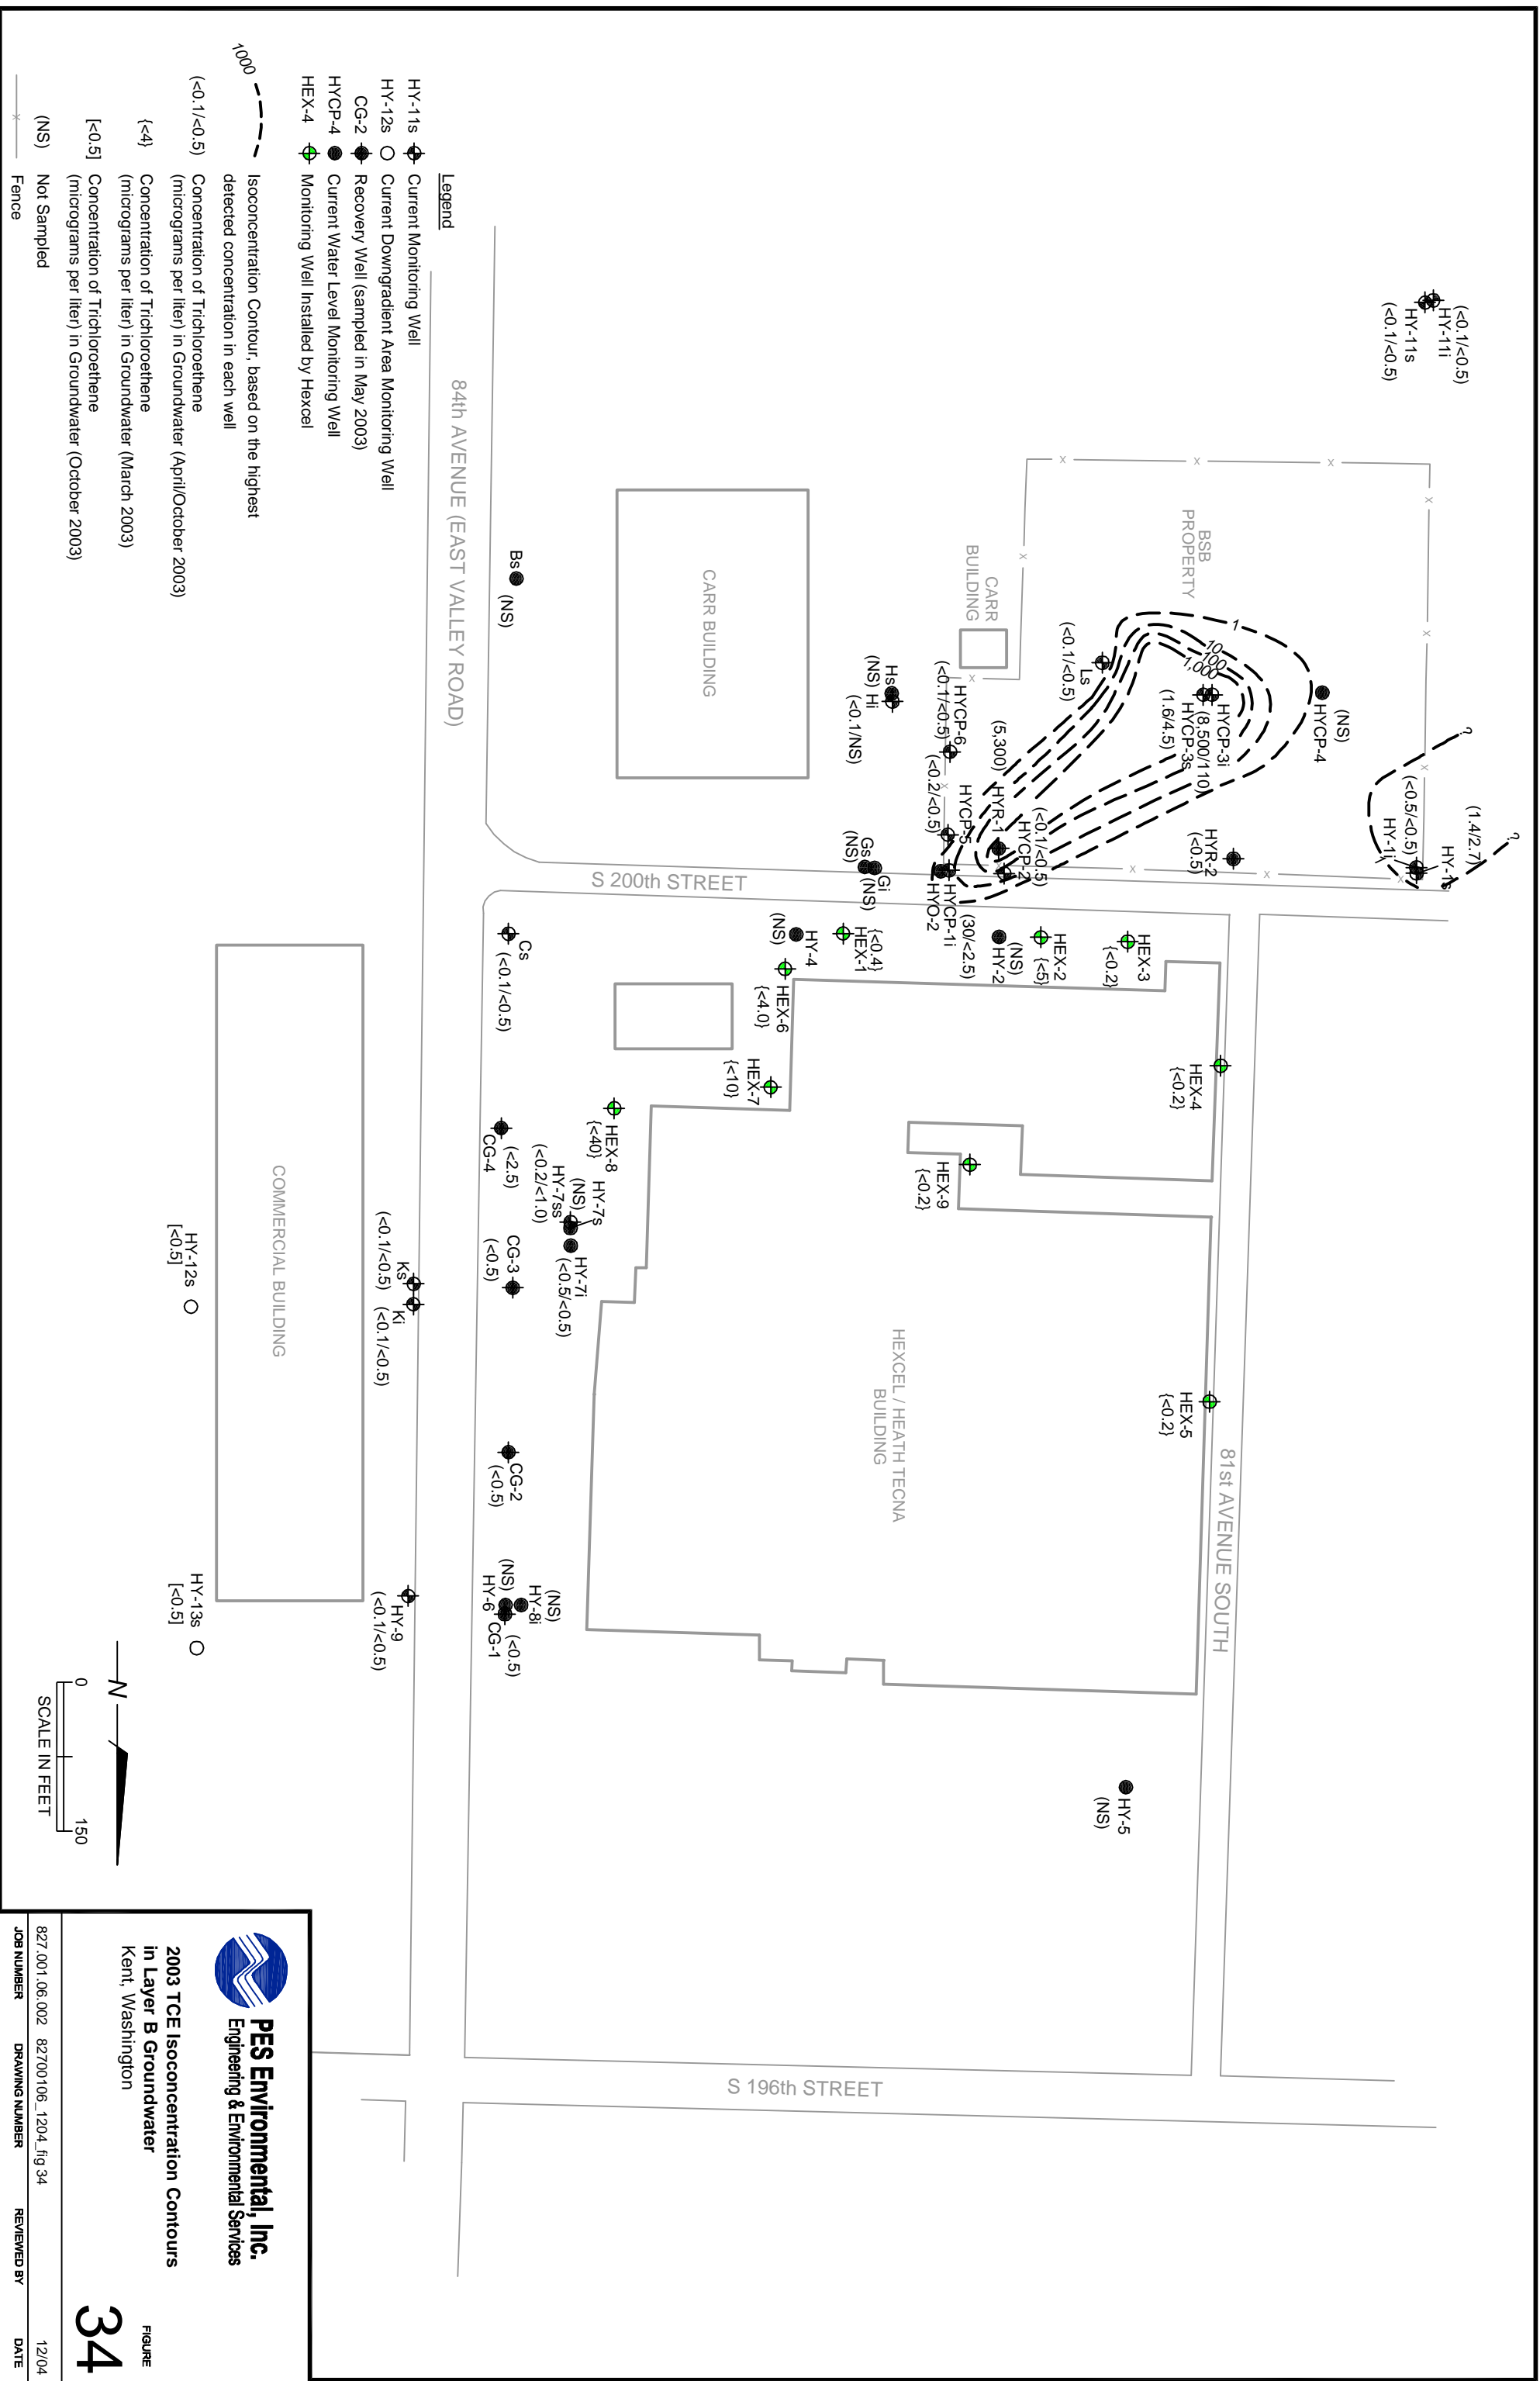 (<0.1/<0.5)
HY-11i
HY-11s
(<0.1/<0.5)
BSB
PROPERTY
CARR
BUILDING
CARR BUILDING
1
10
100
1,000
(NS)
HYCP-4
HYCP-3i
(8,500/110)
HYCP-3s
(1.6/4.5)
Ls
(<0.1/<0.5)
?
?
(1.4/2.7)
HY-1s
(<0.5/<0.5)
HY-1i
1
HYR-2
(<0.5)
(<0.1/<0.5)
HYCP-2
HYR-1
(5,300)
HYCP-6
(<0.1/<0.5)
HYCP-5
(<0.2/<0.5)
Hs
(NS)
Hi
(<0.1/NS)
Gs
(NS)
Gi
(NS)
HYCP-1i
(30/<2.5)
HYO-2
Bs
(NS)
S 200th STREET
84th AVENUE (EAST VALLEY ROAD)
81st AVENUE SOUTH
S 196th STREET
HEX-3
{<0.2}
HEX-2
{<5}
(NS)
HY-2
{<0.4}
HEX-1
HY-4
(NS)
HEX-6
{<4.0}
HEX-7
{<10}
HEX-8
{<40}
HEX-4
{<0.2}
HEX-9
{<0.2}
HEX-5
{<0.2}
HEXCEL / HEATH TECNA
BUILDING
Cs
(<0.1/<0.5)
(<2.5)
CG-4
HY-7s
(NS)
HY-7ss
(<0.2/<1.0)
HY-7i
(<0.5/<0.5)
CG-3
(<0.5)
CG-2
(<0.5)
(NS)
HY-8i
HY-6
(NS)
(<0.5)
CG-1
HY-5
(NS)
Ks
(<0.1/<0.5)
Ki
(<0.1/<0.5)
HY-9
(<0.1/<0.5)
COMMERCIAL BUILDING
HY-12s
[<0.5]
HY-13s
[<0.5]
Legend
HY-11s Current Monitoring Well
HY-12s Current Downgradient Area Monitoring Well
CG-2 Recovery Well (sampled in May 2003)
HYCP-4 Current Water Level Monitoring Well
HEX-4 Monitoring Well Installed by Hexcel
1000 Isoconcentration Contour, based on the highest
detected concentration in each well
(<0.1/<0.5) Concentration of Trichloroethene
(micrograms per liter) in Groundwater (April/October 2003)
{<4} Concentration of Trichloroethene
(micrograms per liter) in Groundwater (March 2003)
[<0.5] Concentration of Trichloroethene
(micrograms per liter) in Groundwater (October 2003)
(NS) Not Sampled
x Fence
N
0 150
SCALE IN FEET
PES Environmental, Inc.
Engineering & Environmental Services
2003 TCE Isoconcentration Contours
in Layer B Groundwater
Kent, Washington
FIGURE
34
827.001.06.002 82700106_1204_fig 34 12/04
JOB NUMBER DRAWING NUMBER REVIEWED BY DATE